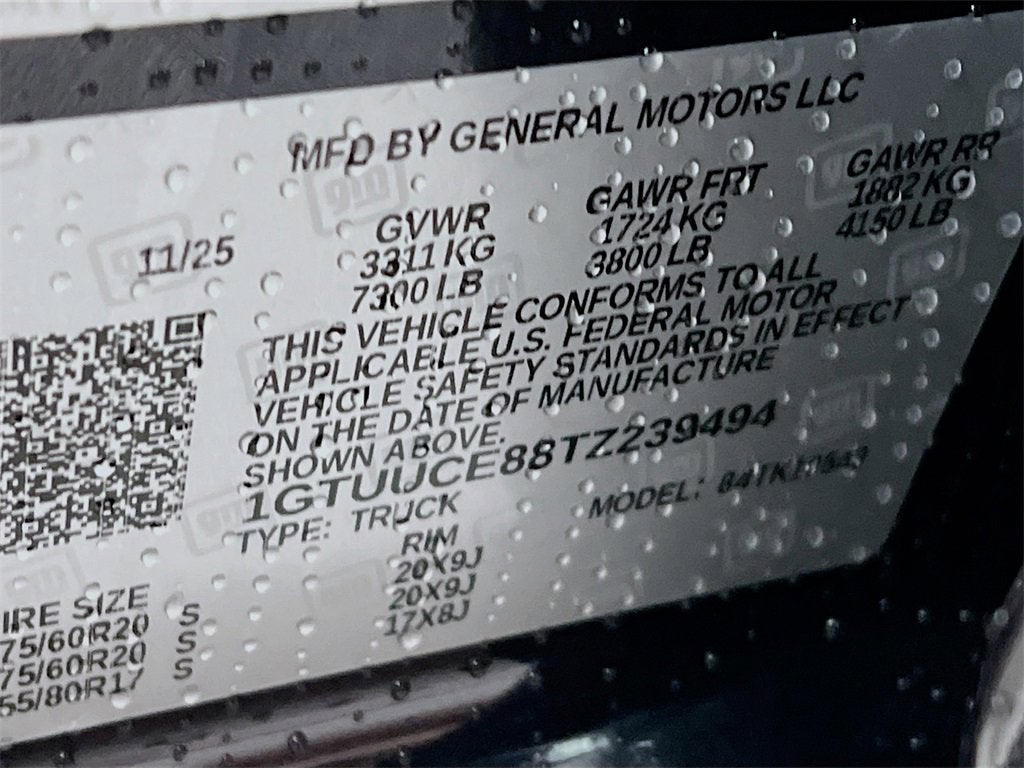 MFD BY GENERAL MOTORS LLC
11/25 GVWR GAWR FRT GAWR RR
3311 KG 1724 KG 1882 KG
7300 LB 3800 LB 4150 LB
THIS VEHICLE CONFORMS TO ALL
APPLICABLE U.S. FEDERAL MOTOR
VEHICLE SAFETY STANDARDS IN EFFECT
ON THE DATE OF MANUFACTURE
SHOWN ABOVE.
1GTUUCE88TZ239494
TYPE: TRUCK MODEL:
IRE SIZE RIM
75/60R20 S 20X9J
75/60R20 S 20X9J
55/80R17 S 17X8J